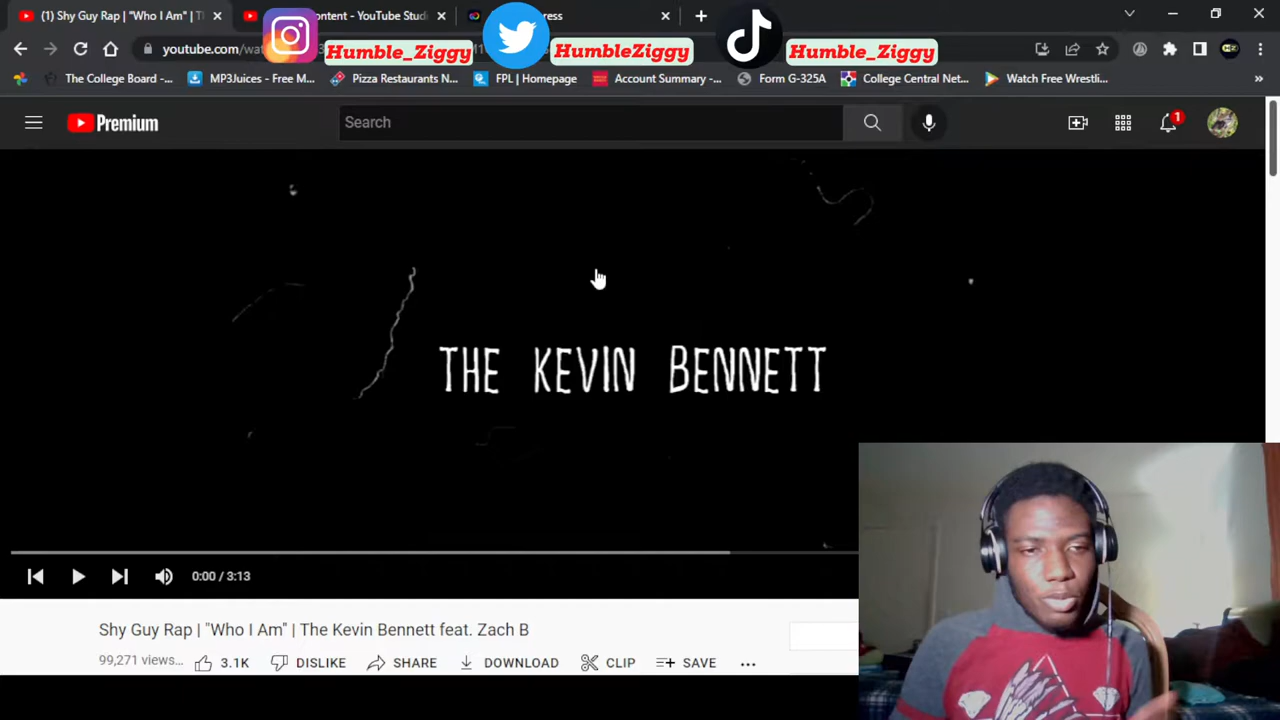 (1) Shy Guy Rap | "Who I Am" | T
ontent - YouTube Studi
ress
youtube.com/wat
Humble_Ziggy
HumbleZiggy
Humble_Ziggy
The College Board -...
MP3Juices - Free M...
Pizza Restaurants N...
FPL | Homepage
Account Summary -...
Form G-325A
College Central Net...
Watch Free Wrestli...
»
Premium
Search
1
THE KEVIN BENNETT
0:00 / 3:13
Shy Guy Rap | "Who I Am" | The Kevin Bennett feat. Zach B
99,271 views...
3.1K
DISLIKE
SHARE
DOWNLOAD
CLIP
SAVE
...